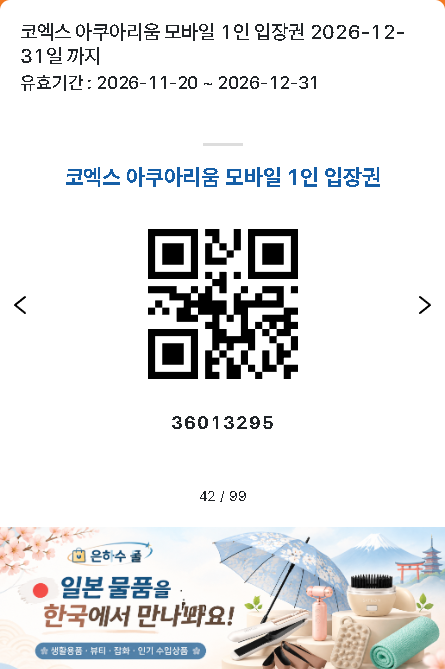 코엑스 아쿠아리움 모바일 1인 입장권 2026-12-
31일 까지
유효기간 : 2026-11-20 ~ 2026-12-31
코엑스 아쿠아리움 모바일 1인 입장권
36013295
42 / 99
은하수 몰
일본 물품을
한국에서 만나봐요!
생활용품 · 뷰티 · 잡화 · 인기 수입상품